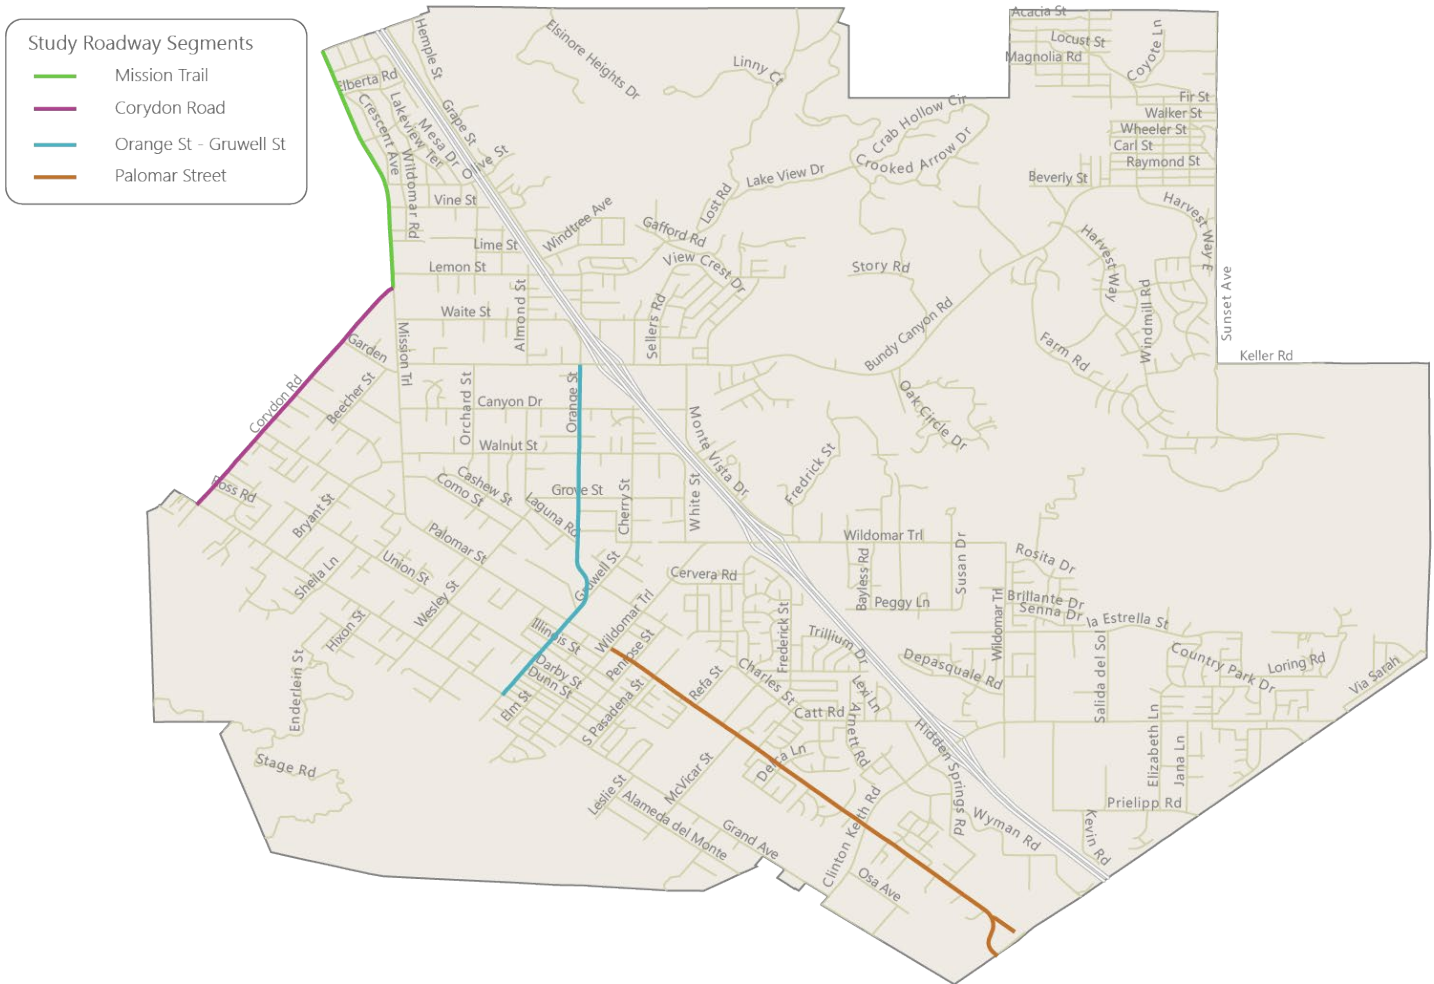 Study Roadway Segments
Mission Trail
Corydon Road
Orange St - Gruwell St
Palomar Street
Hemple St
Elsinore Heights Dr
Linny Ct
Acacia St
Locust St
Magnolia Rd
Coyote Ln
Elberta Rd
Crescent Ave
Lakeview Ter
Mesa Dr
Grape St
Olive St
Wildomar Rd
Crab Hollow Cir
Crooked Arrow Dr
Fir St
Walker St
Wheeler St
Carl St
Raymond St
Beverly St
Vine St
Windtree Ave
Lost Rd
Lake View Dr
Gafford Rd
View Crest Dr
Harvest Way E
Harvest Way
Lime St
Lemon St
Story Rd
Waite St
Almond St
Sellers Rd
Bundy Canyon Rd
Windmill Rd
Sunset Ave
Keller Rd
Garden
Mission Trl
Farm Rd
Corydon Rd
Beecher St
Orchard St
Canyon Dr
Orange St
Oak Circle Dr
Monte Vista Dr
Walnut St
Fredrick St
Ross Rd
Cashew St
Como St
Grove St
Laguna Rd
Cherry St
White St
Bryant St
Palomar St
Wildomar Trl
Susan Dr
Rosita Dr
Sheila Ln
Union St
Gruwell St
Cervera Rd
Bayless Rd
Peggy Ln
Wesley St
Wildomar Trl
Brillante Dr
Senna Dr
la Estrella St
Hixon St
Illinois St
Penrose St
Frederick St
Trillium Dr
Wildomar Trl
Salida del Sol
Depasquale Rd
Country Park Dr
Loring Rd
Via Sarah
Enderlein St
Darby St
Dunn St
Elm St
S Pasadena St
Refa St
Charles St
Lexi Ln
Catt Rd
Arnett Rd
Hidden Springs Rd
Elizabeth Ln
Jana Ln
Stage Rd
Delca Ln
McVicar St
Leslie St
Alameda del Monte
Grand Ave
Clinton Keith Rd
Wyman Rd
Prielipp Rd
Kevin Rd
Osa Ave